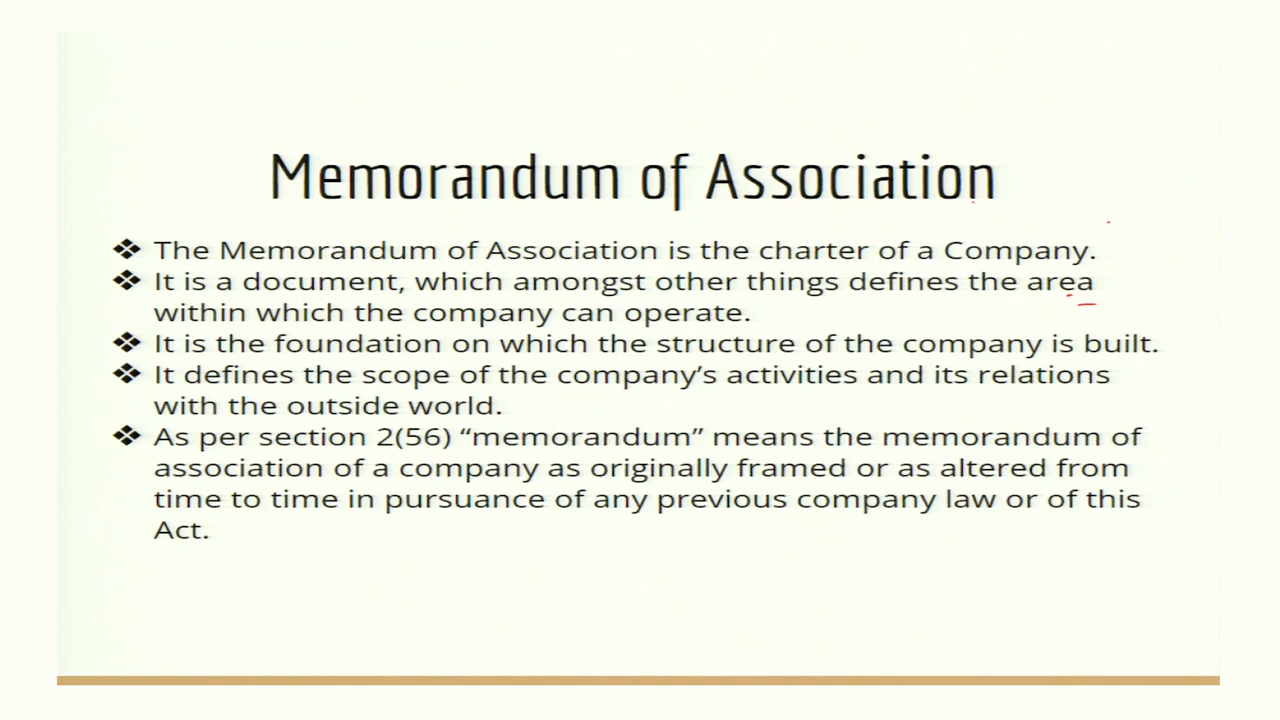 Memorandum of Association
❖ The Memorandum of Association is the charter of a Company.
❖ It is a document, which amongst other things defines the area
within which the company can operate.
❖ It is the foundation on which the structure of the company is built.
❖ It defines the scope of the company’s activities and its relations
with the outside world.
❖ As per section 2(56) “memorandum” means the memorandum of
association of a company as originally framed or as altered from
time to time in pursuance of any previous company law or of this
Act.